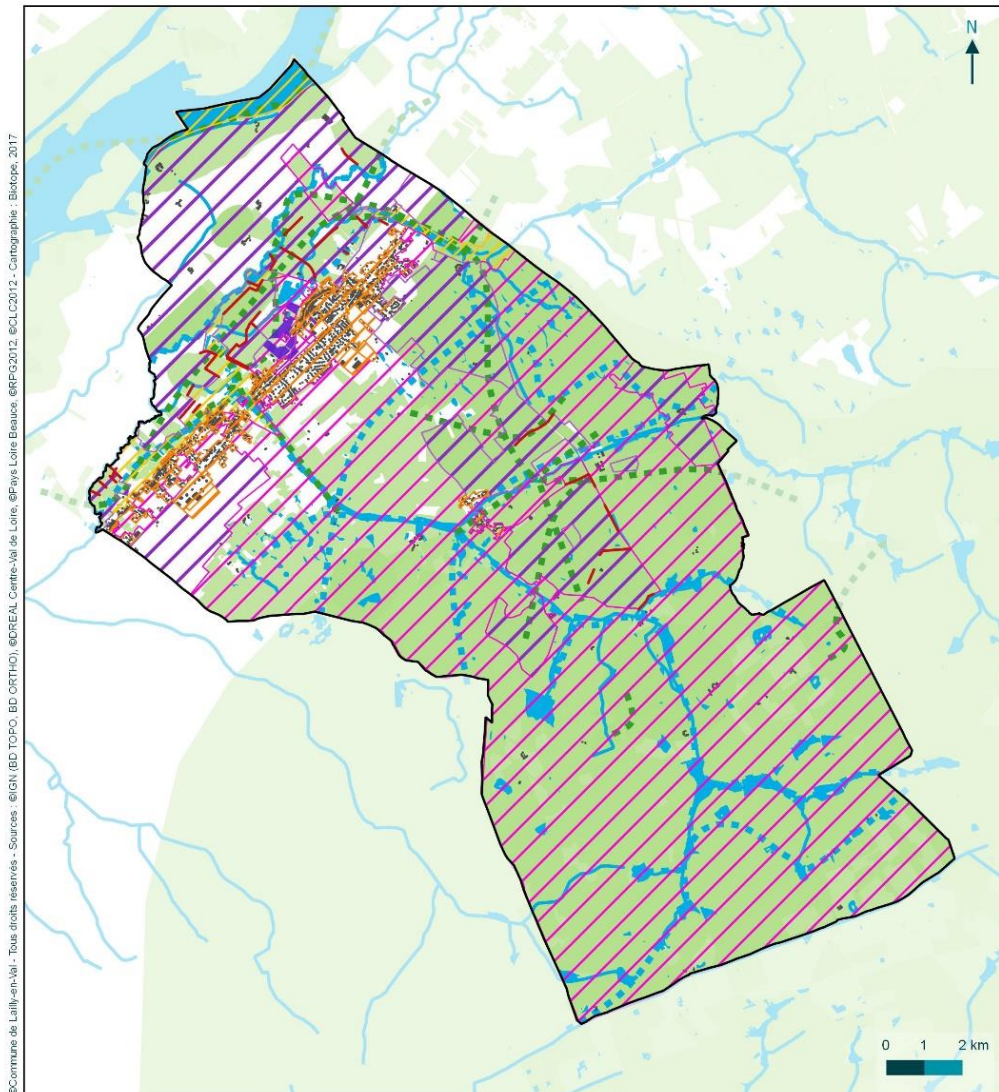 N
©Commune de Lailly-en-Val - Tous droits réservés - Sources : ©IGN (BD TOPO, BD ORTHO), ©DREAL Centre-Val de Loire, ©Pays Loire Beauce, ©RPG2012, ©CLC2012 - Cartographie : Biotope, 2017
0 1 2 km